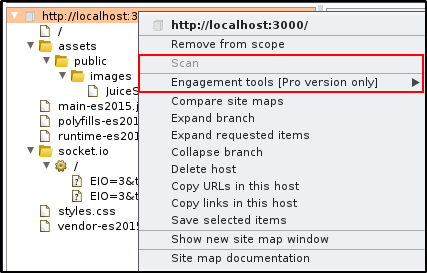 http://localhost:3
/
assets
public
images
JuiceS
main-es2015.j
polyfills-es201
runtime-es201
socket.io
/
EIO=3&t
EIO=3&t
styles.css
vendor-es2015
http://localhost:3000/
Remove from scope
Scan
Engagement tools [Pro version only]
Compare site maps
Expand branch
Expand requested items
Collapse branch
Delete host
Copy URLs in this host
Copy links in this host
Save selected items
Show new site map window
Site map documentation